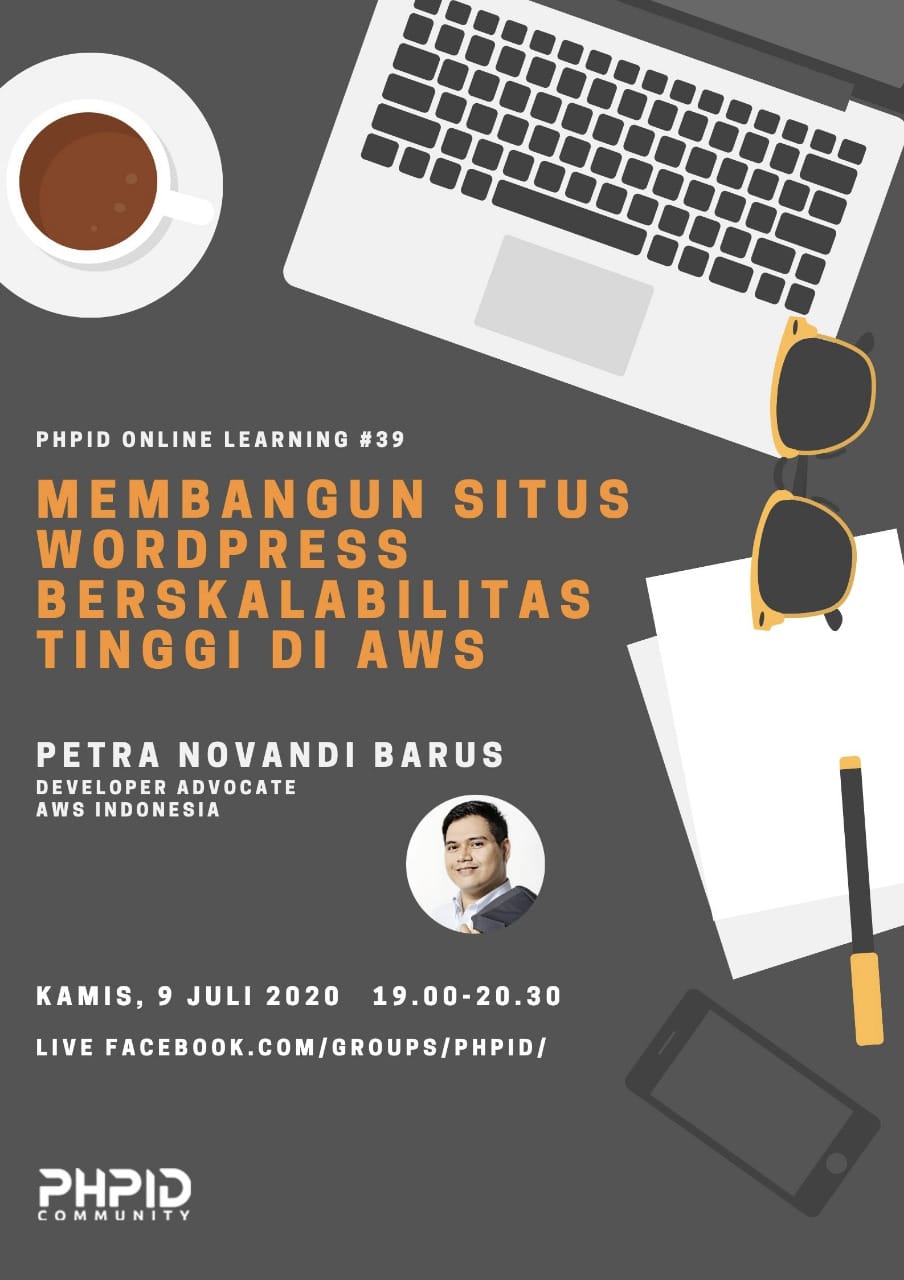 PHPID ONLINE LEARNING #39
MEMBANGUN SITUS
WORDPRESS
BERSKALABILITAS
TINGGI DI AWS
PETRA NOVANDI BARUS
DEVELOPER ADVOCATE
AWS INDONESIA
KAMIS, 9 JULI 2020 19.00-20.30
LIVE FACEBOOK.COM/GROUPS/PHPID/
PHPID
COMMUNITY